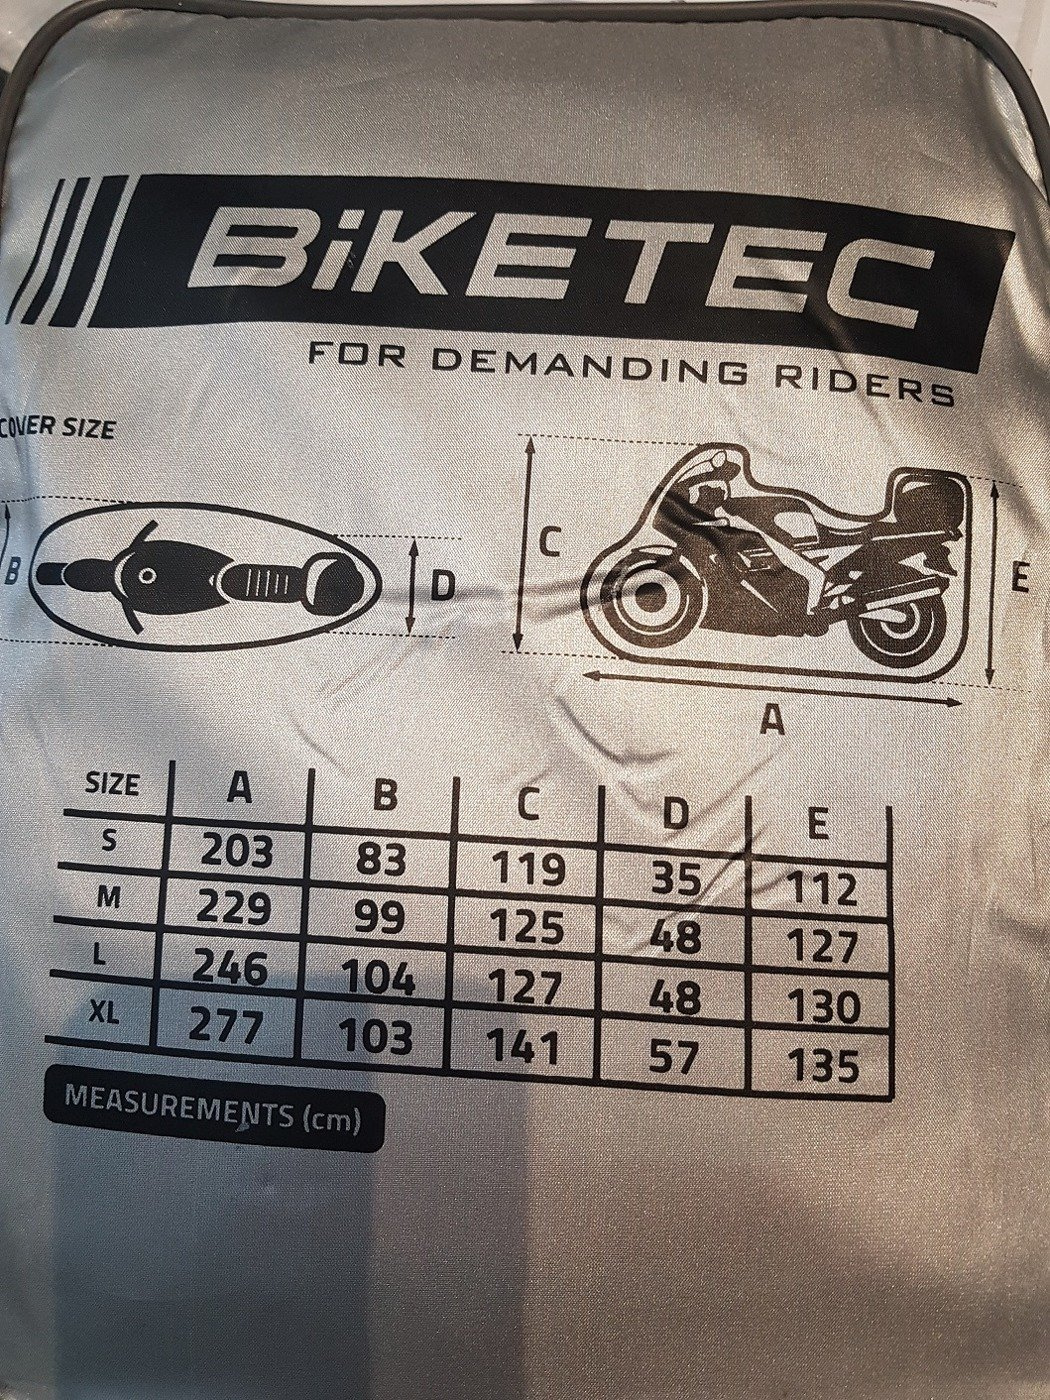 BiKETEC
FOR DEMANDING RIDERS
COVER SIZE
B
D
C
E
A
SIZE A B C D E
S 203 83 119 35 112
M 229 99 125 48 127
L 246 104 127 48 130
XL 277 103 141 57 135
MEASUREMENTS (cm)